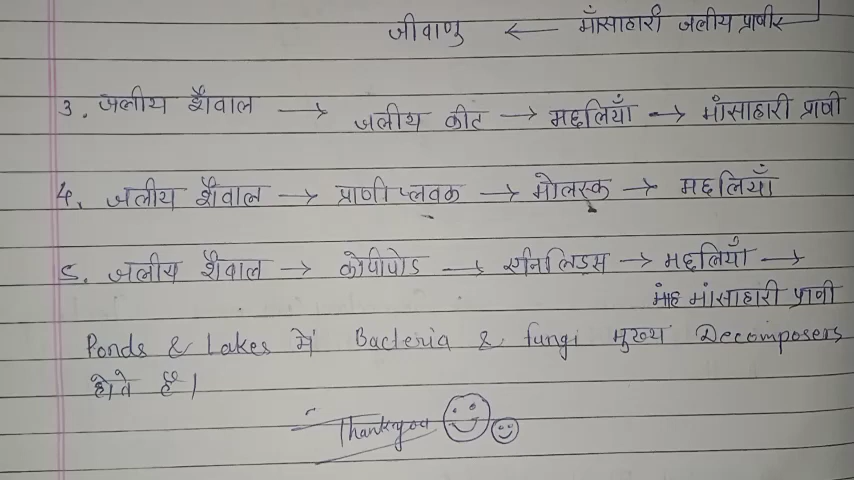 जीवाणु ← माँसाहारी जलीय प्राणी
3. जलीय शैवाल → जलीय कीट → मछलियाँ → मांसाहारी प्राणी
4. जलीय शैवाल → प्राणी प्लवक → मोलस्क → मछलियाँ
5. जलीय शैवाल → कोपीपोड → एनिलिड्स → मछलियाँ →
मांसाहारी प्राणी
Ponds & Lakes में Bacteria & fungi मुख्य Decomposers
होते हैं।
Thankyou